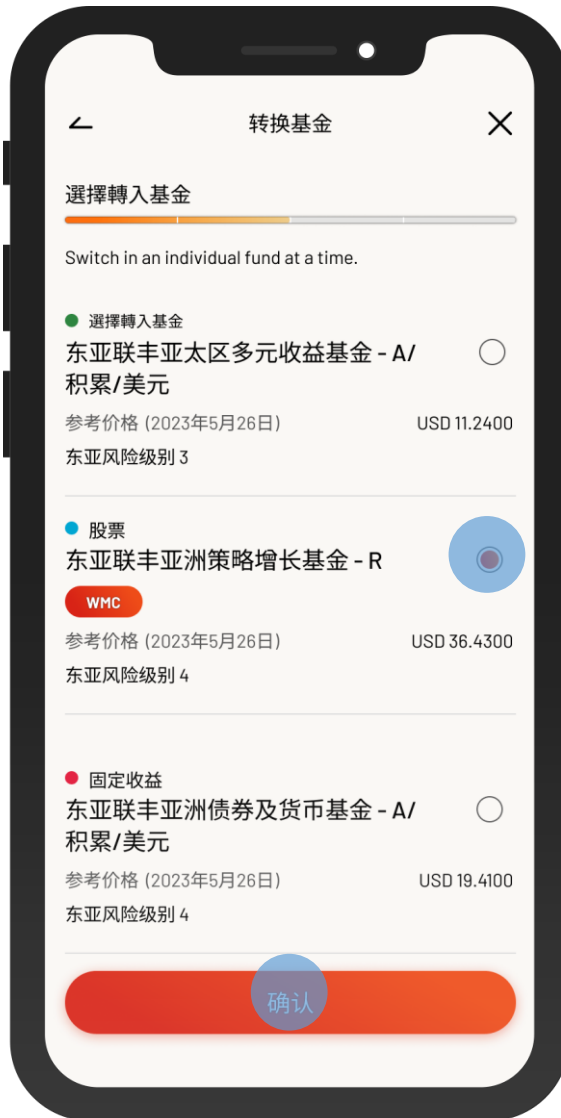 转换基金
選擇轉入基金
Switch in an individual fund at a time.
選擇轉入基金
东亚联丰亚太区多元收益基金 - A/
积累/美元
参考价格 (2023年5月26日) USD 11.2400
东亚风险级别 3
股票
东亚联丰亚洲策略增长基金 - R
WMC
参考价格 (2023年5月26日) USD 36.4300
东亚风险级别 4
固定收益
东亚联丰亚洲债券及货币基金 - A/
积累/美元
参考价格 (2023年5月26日) USD 19.4100
东亚风险级别 4
确认